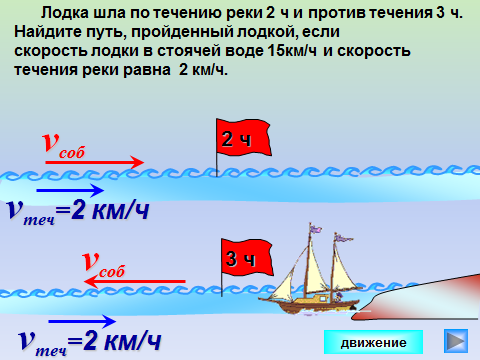 Лодка шла по течению реки 2 ч и против течения 3 ч.
Найдите путь, пройденный лодкой, если
скорость лодки в стоячей воде 15км/ч и скорость
течения реки равна 2 км/ч.
vсоб
2 ч
vтеч=2 км/ч
vсоб
3 ч
vтеч=2 км/ч
движение